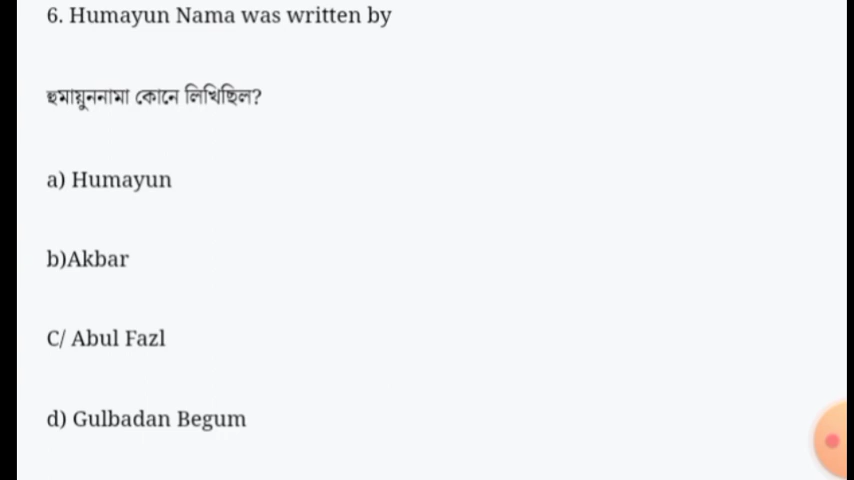 6. Humayun Nama was written by
হুমায়ুননামা কোনে লিখিছিল?
a) Humayun
b)Akbar
C/ Abul Fazl
d) Gulbadan Begum